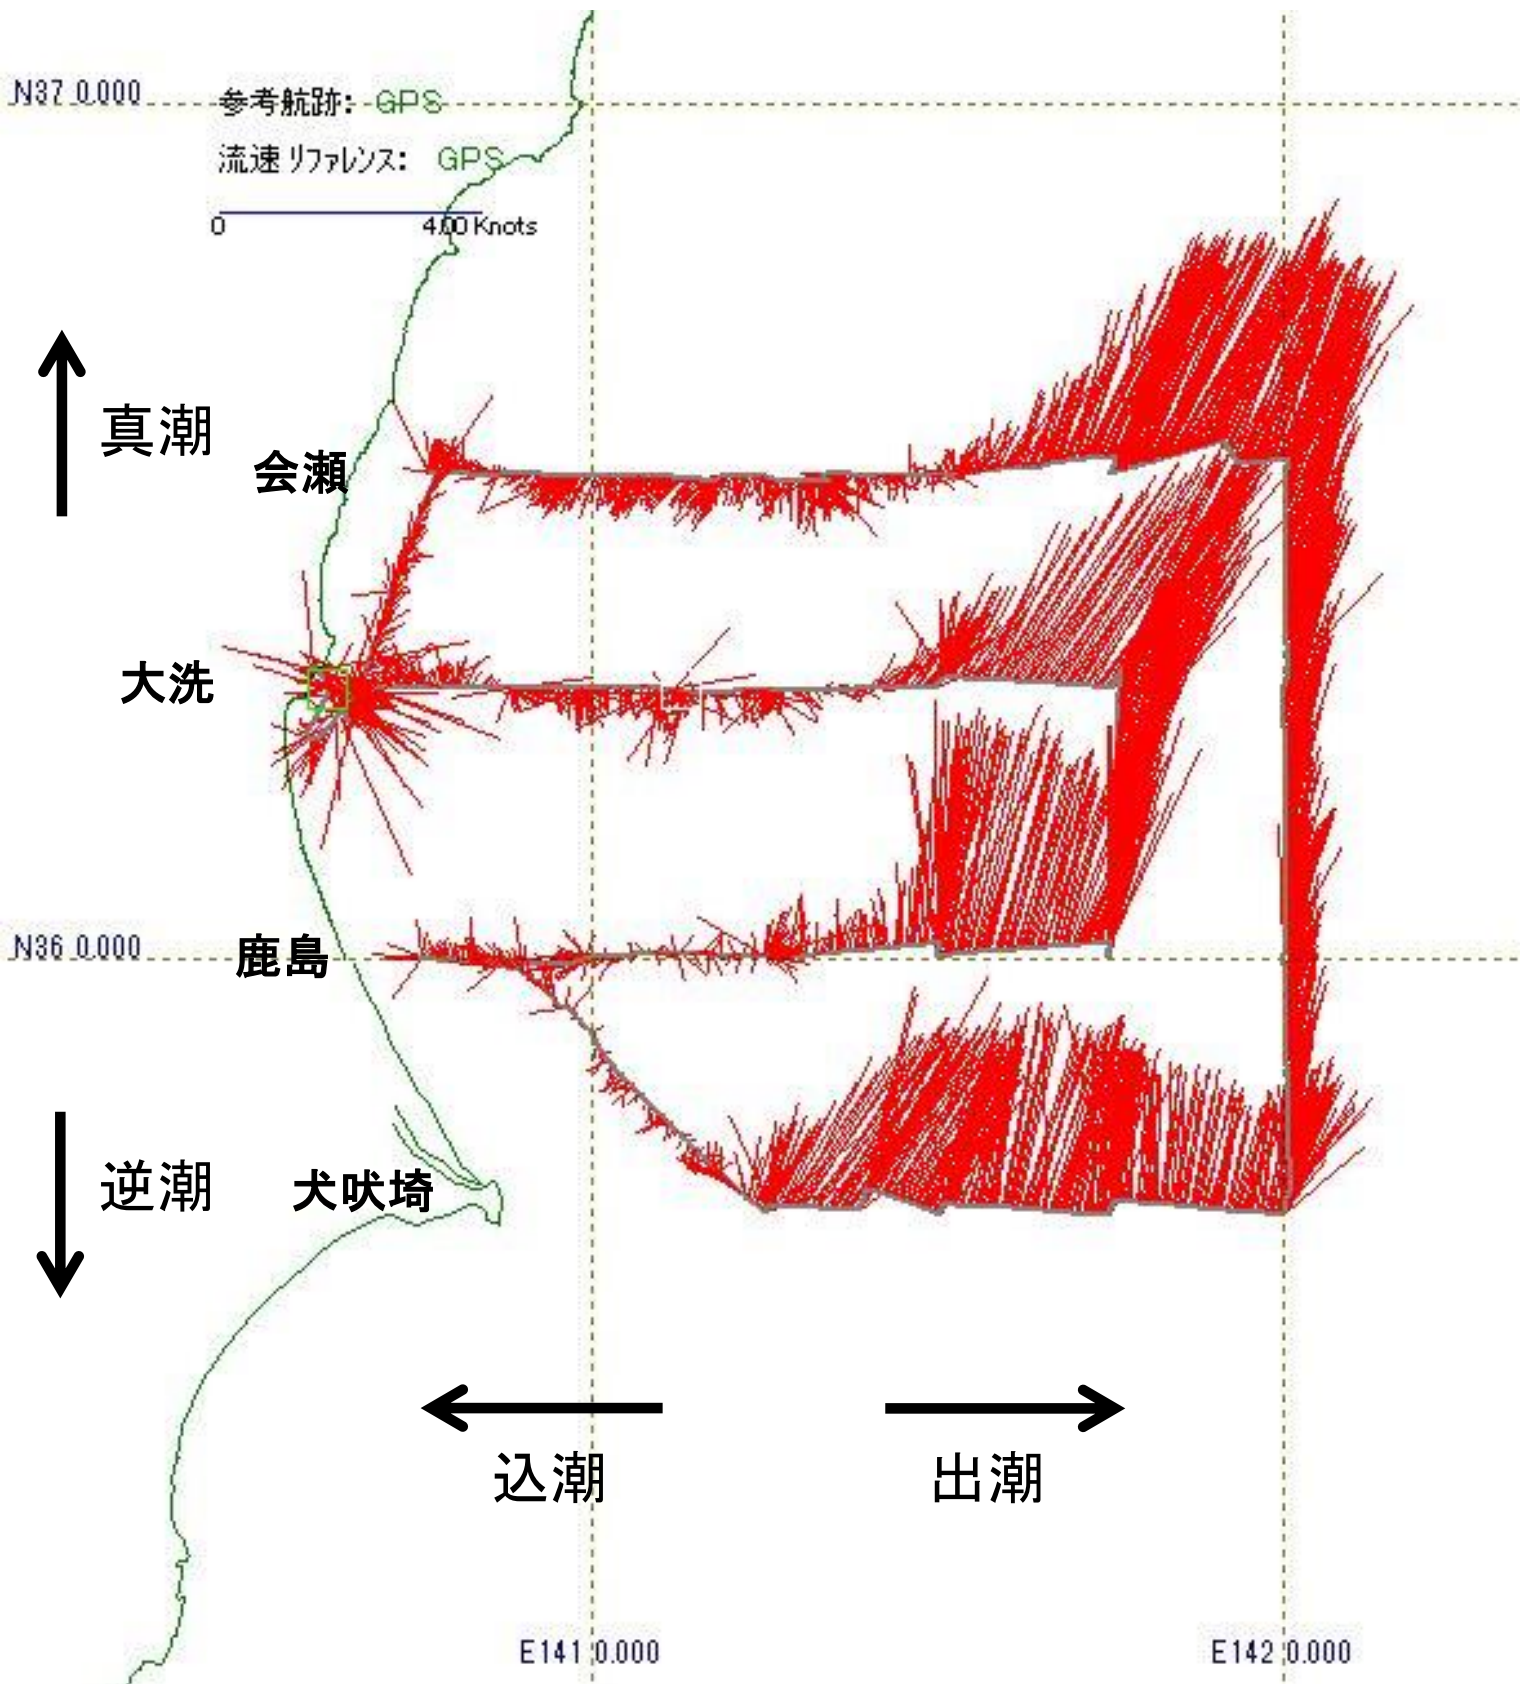 N37 0.000
参考航跡: GPS
流速 リファレンス: GPS
0 4.00 Knots
真潮
会瀬
大洗
N36 0.000
鹿島
逆潮
犬吠埼
込潮
出潮
E141 0.000
E142 0.000